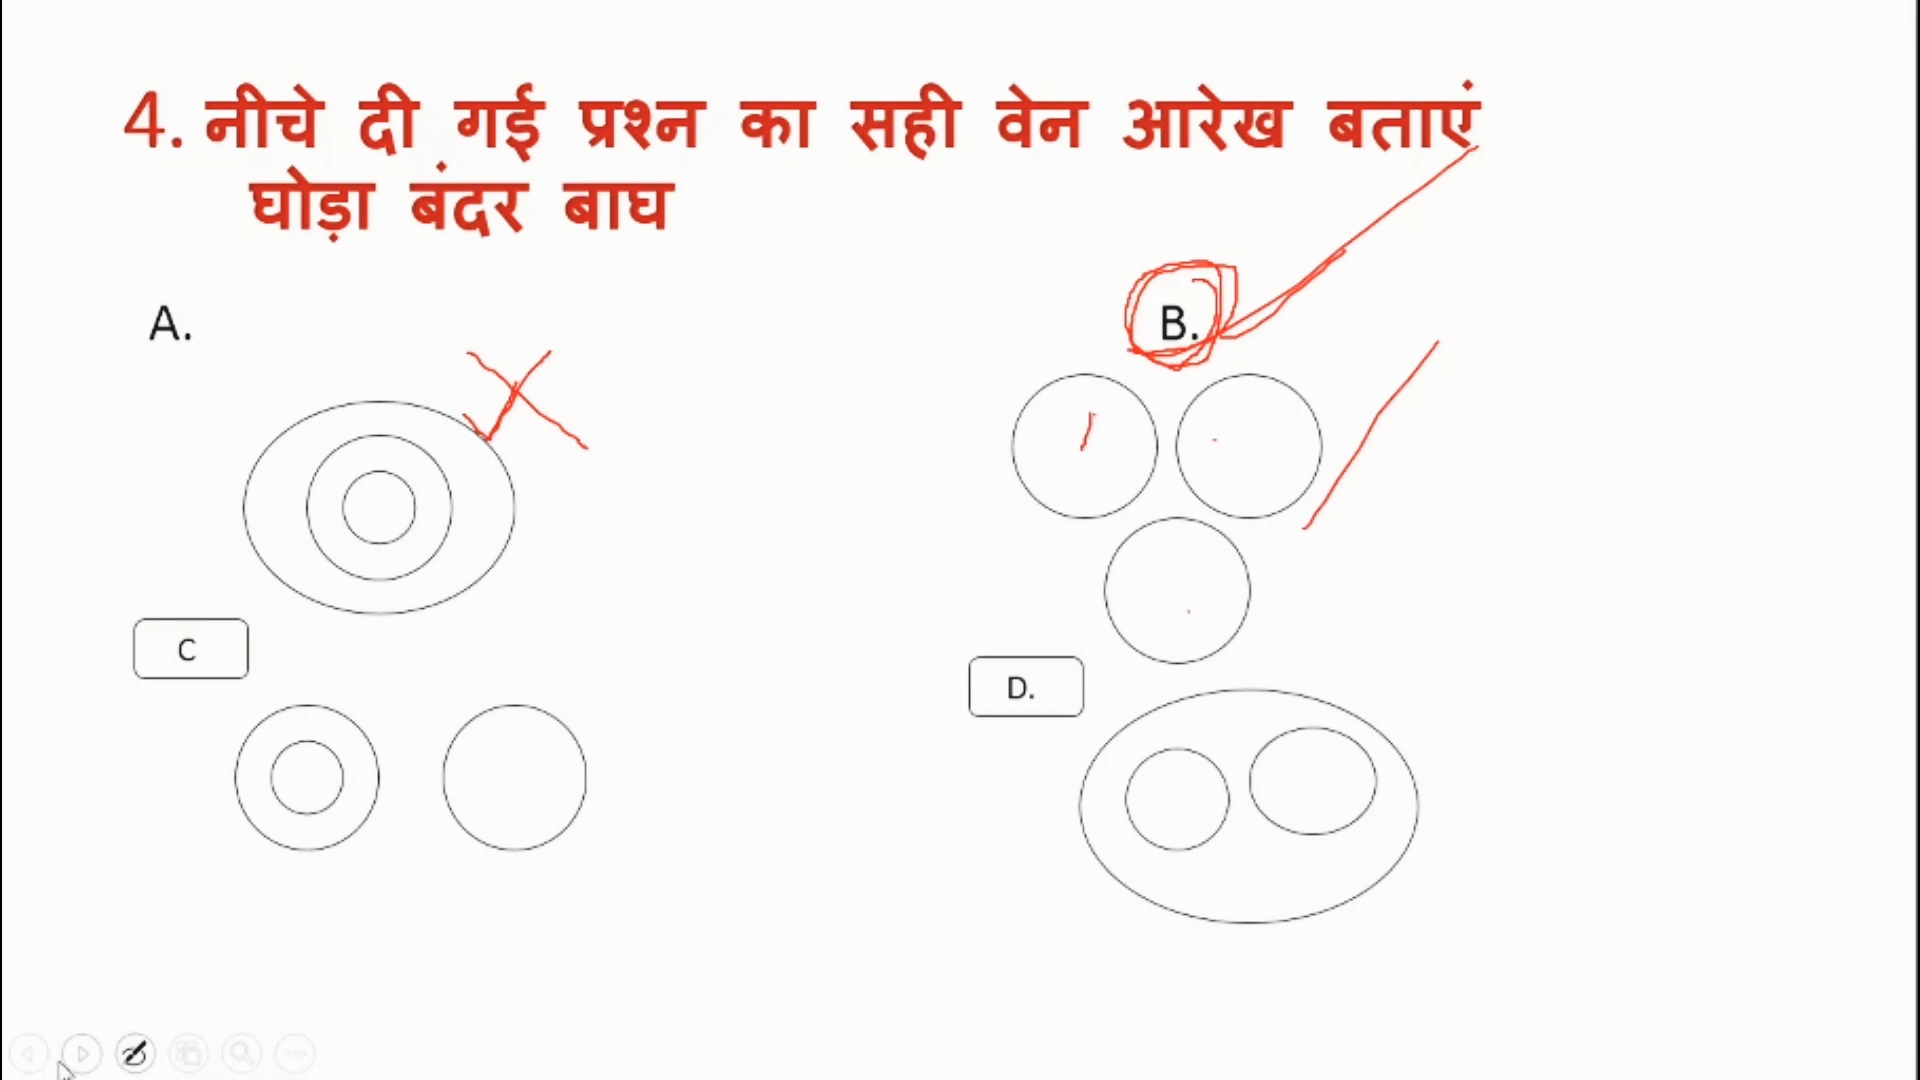 4. नीचे दी गई प्रश्न का सही वेन आरेख बताएं
घोड़ा बंदर बाघ
A.
B.
C
D.